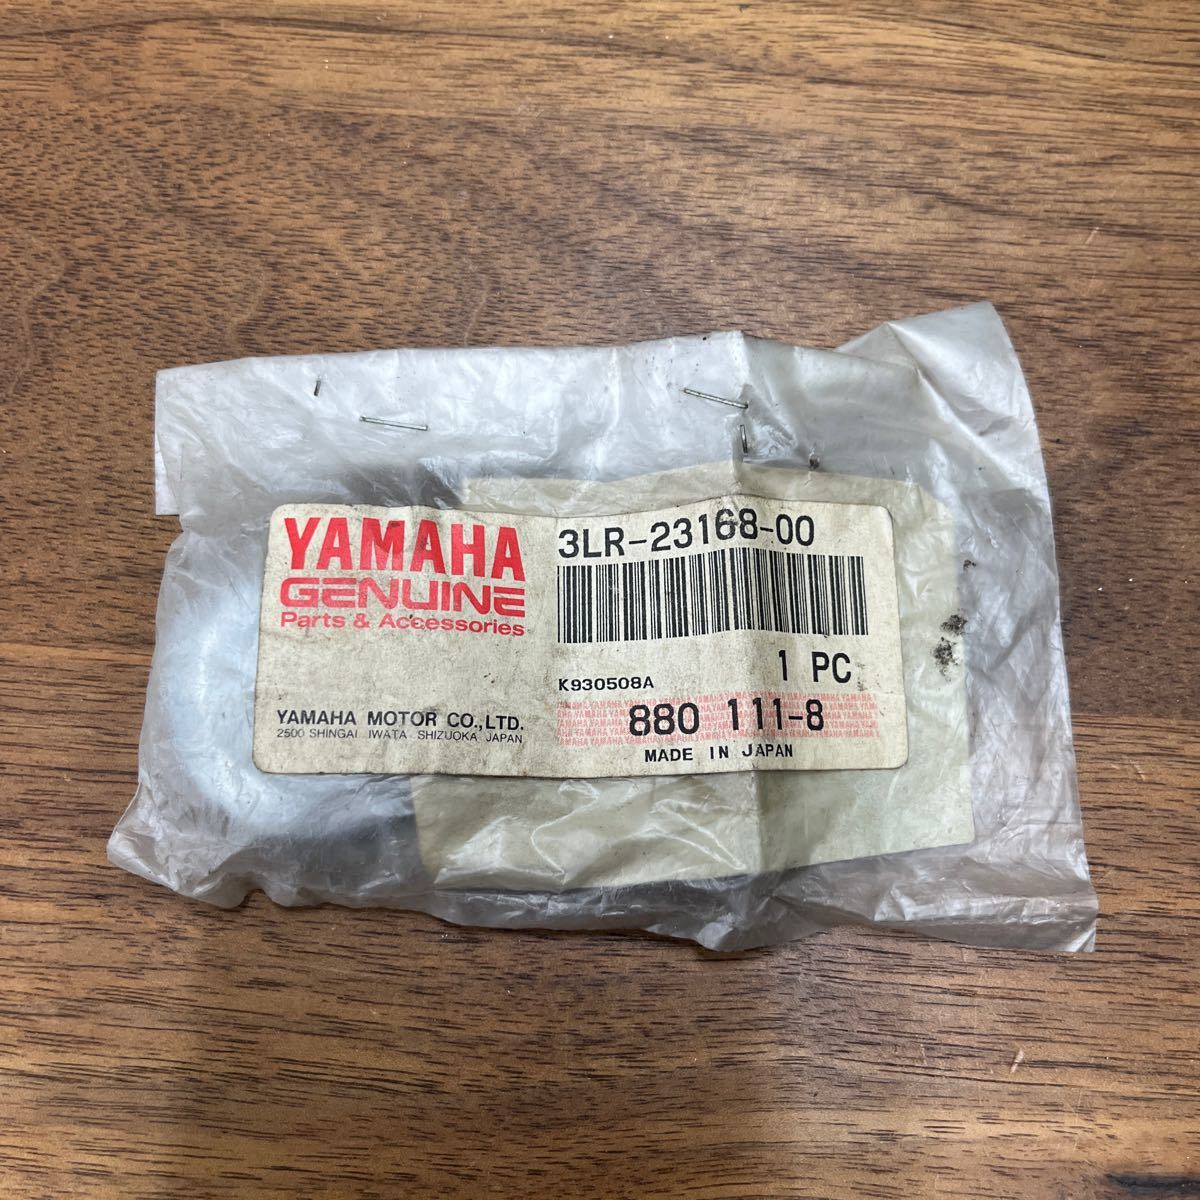 YAMAHA
GENUINE
Parts & Accessories
YAMAHA MOTOR CO.,LTD.
2500 SHINGAI IWATA SHIZUOKA JAPAN
3LR-23168-00
1 PC
K930508A
880 111-8
MADE IN JAPAN